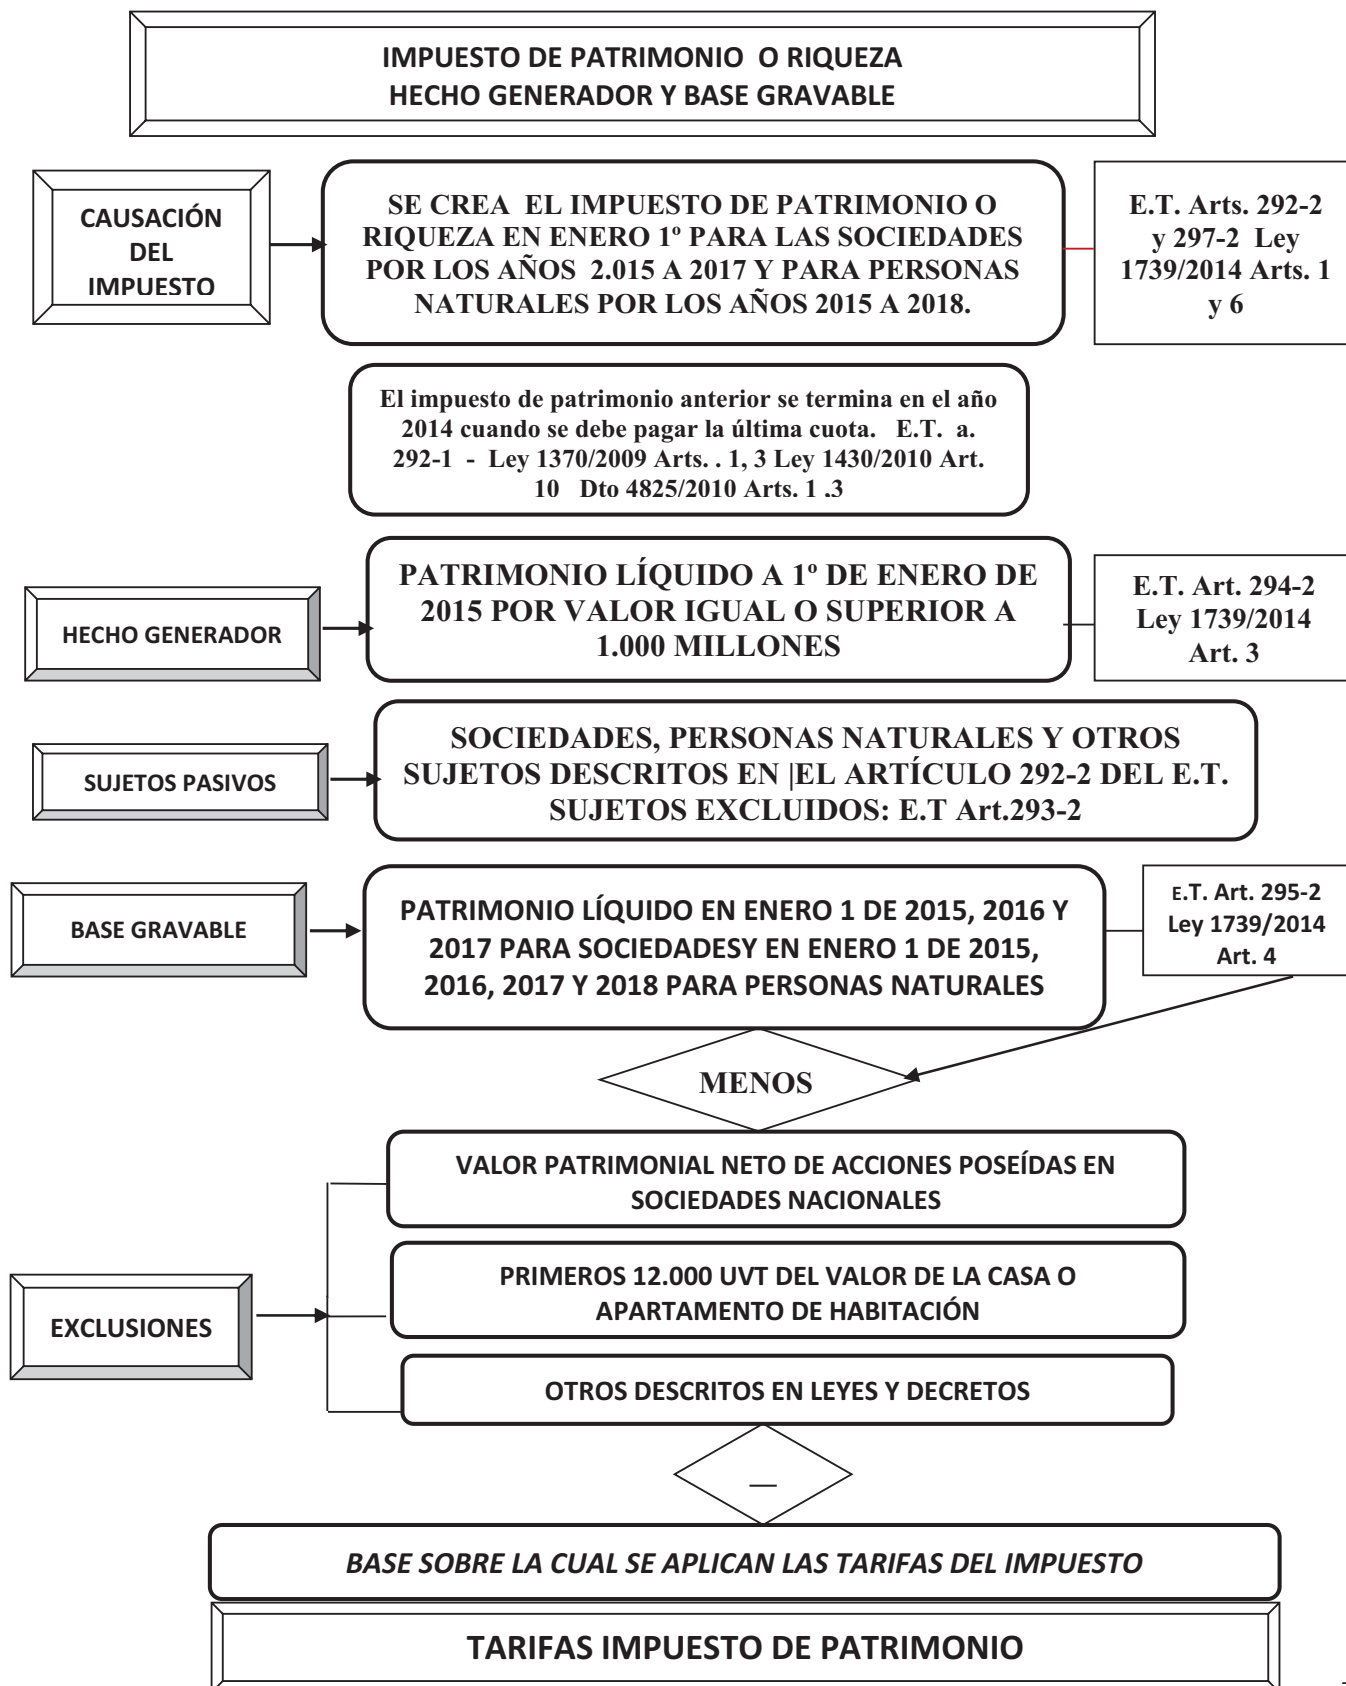 IMPUESTO DE PATRIMONIO O RIQUEZA
HECHO GENERADOR Y BASE GRAVABLE
CAUSACIÓN
DEL
IMPUESTO
SE CREA EL IMPUESTO DE PATRIMONIO O
RIQUEZA EN ENERO 1º PARA LAS SOCIEDADES
POR LOS AÑOS 2.015 A 2017 Y PARA PERSONAS
NATURALES POR LOS AÑOS 2015 A 2018.
E.T. Arts. 292-2
y 297-2 Ley
1739/2014 Arts. 1
y 6
El impuesto de patrimonio anterior se termina en el año
2014 cuando se debe pagar la última cuota. E.T. a.
292-1 - Ley 1370/2009 Arts. . 1, 3 Ley 1430/2010 Art.
10 Dto 4825/2010 Arts. 1 ,3
HECHO GENERADOR
PATRIMONIO LÍQUIDO A 1º DE ENERO DE
2015 POR VALOR IGUAL O SUPERIOR A
1.000 MILLONES
E.T. Art. 294-2
Ley 1739/2014
Art. 3
SUJETOS PASIVOS
SOCIEDADES, PERSONAS NATURALES Y OTROS
SUJETOS DESCRITOS EN |EL ARTÍCULO 292-2 DEL E.T.
SUJETOS EXCLUIDOS: E.T Art.293-2
BASE GRAVABLE
PATRIMONIO LÍQUIDO EN ENERO 1 DE 2015, 2016 Y
2017 PARA SOCIEDADESY EN ENERO 1 DE 2015,
2016, 2017 Y 2018 PARA PERSONAS NATURALES
E.T. Art. 295-2
Ley 1739/2014
Art. 4
MENOS
VALOR PATRIMONIAL NETO DE ACCIONES POSEÍDAS EN
SOCIEDADES NACIONALES
EXCLUSIONES
PRIMEROS 12.000 UVT DEL VALOR DE LA CASA O
APARTAMENTO DE HABITACIÓN
OTROS DESCRITOS EN LEYES Y DECRETOS
__
BASE SOBRE LA CUAL SE APLICAN LAS TARIFAS DEL IMPUESTO
TARIFAS IMPUESTO DE PATRIMONIO